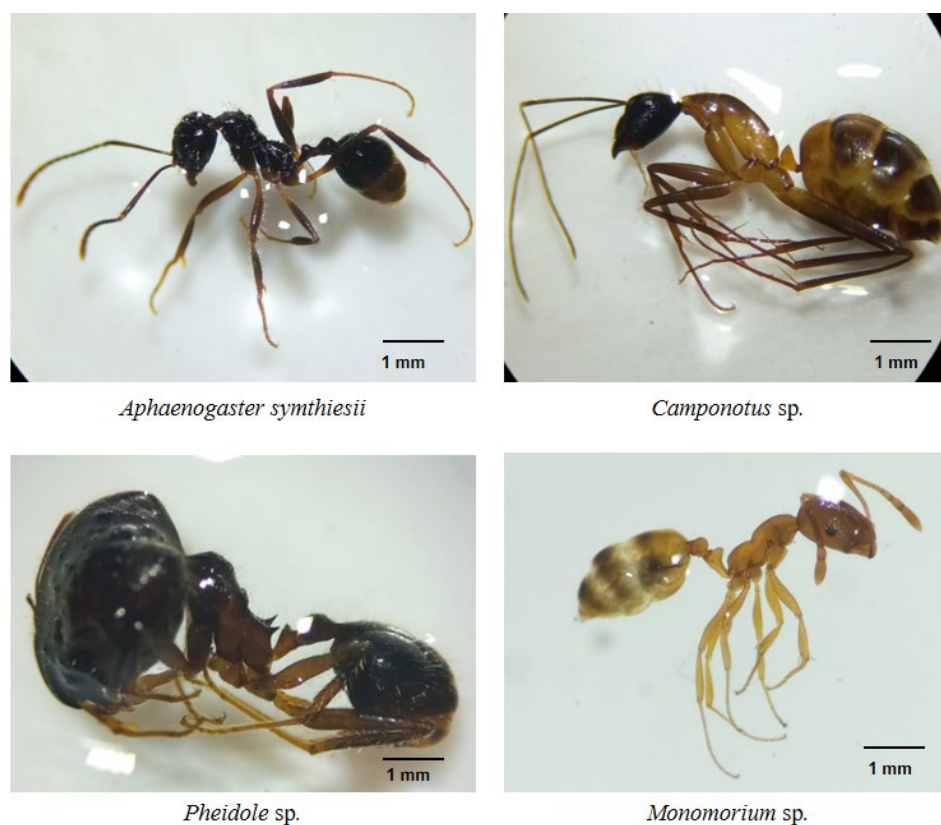 1 mm
1 mm
Aphaenogaster symthiesii
Camponotus sp.
1 mm
1 mm
Pheidole sp.
Monomorium sp.